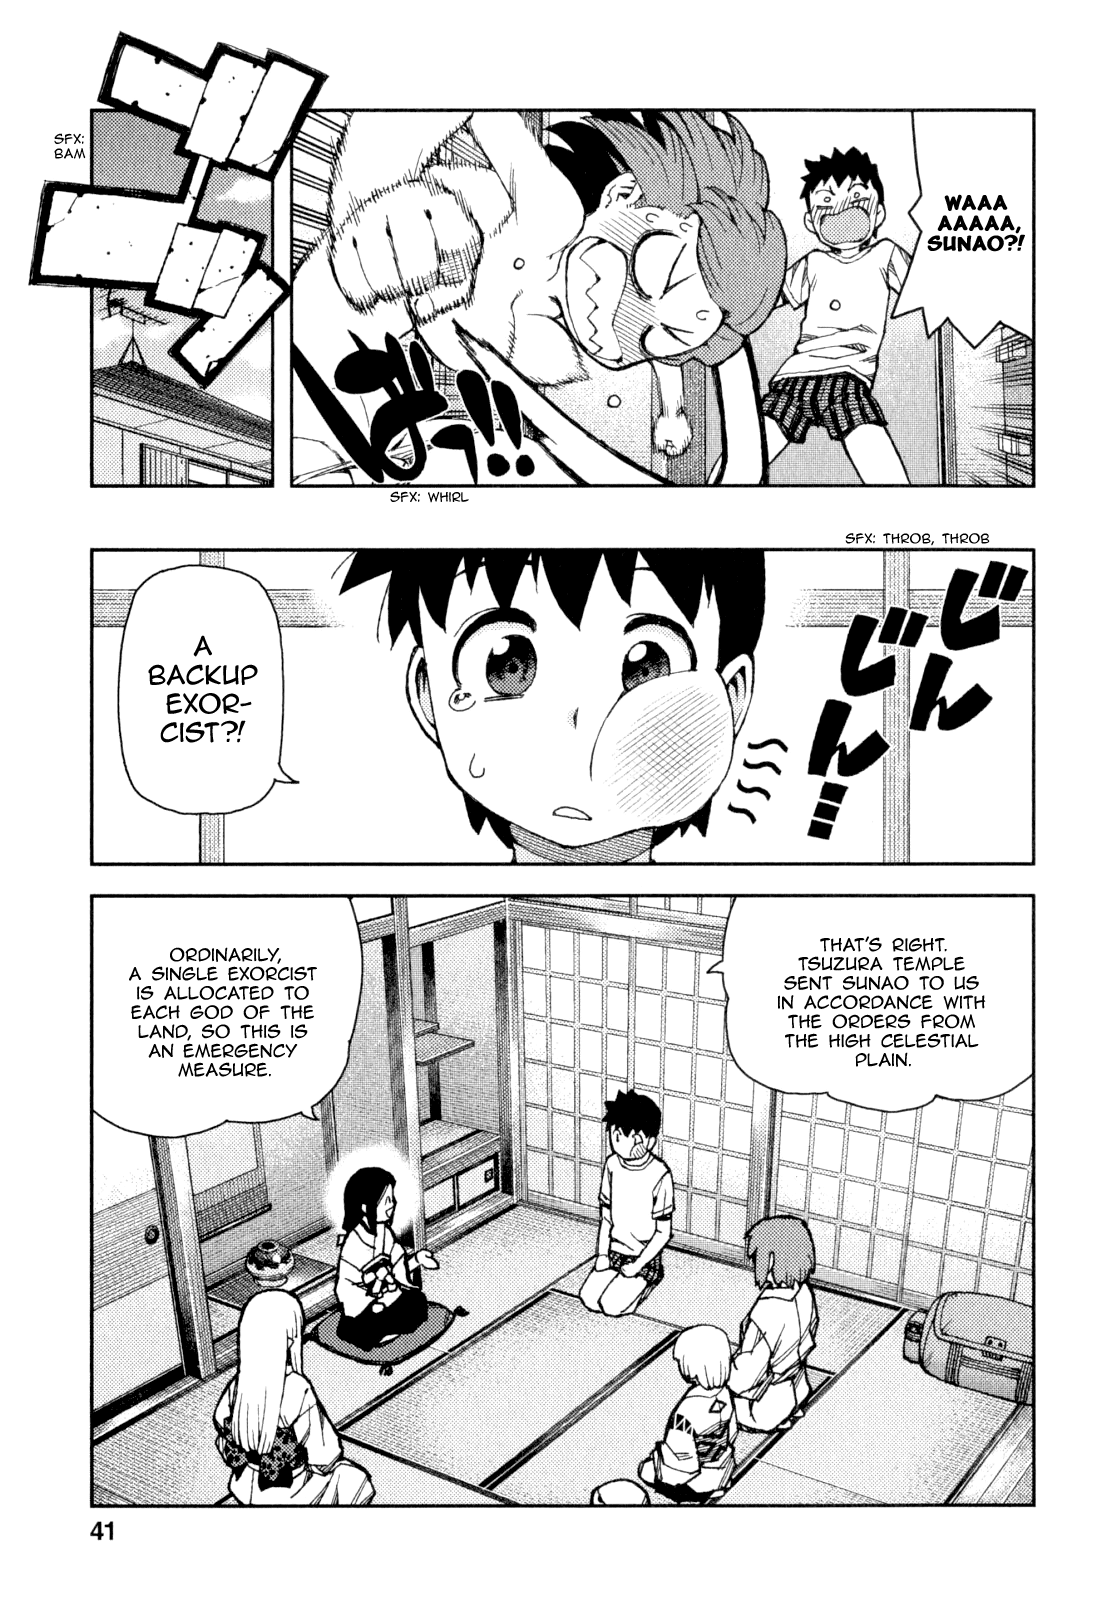 WAAA
AAAAA,
SUNAO?!
ばっ!!
SFX: WHIRL
SFX:
BAM
SFX: THROB, THROB
じん
じん…
A
BACKUP
EXOR-
CIST?!
THAT'S RIGHT.
TSUZURA TEMPLE
SENT SUNAO TO US
IN ACCORDANCE WITH
THE ORDERS FROM
THE HIGH CELESTIAL
PLAIN.
ORDINARILY,
A SINGLE EXORCIST
IS ALLOCATED TO
EACH GOD OF THE
LAND, SO THIS IS
AN EMERGENCY
MEASURE.
41